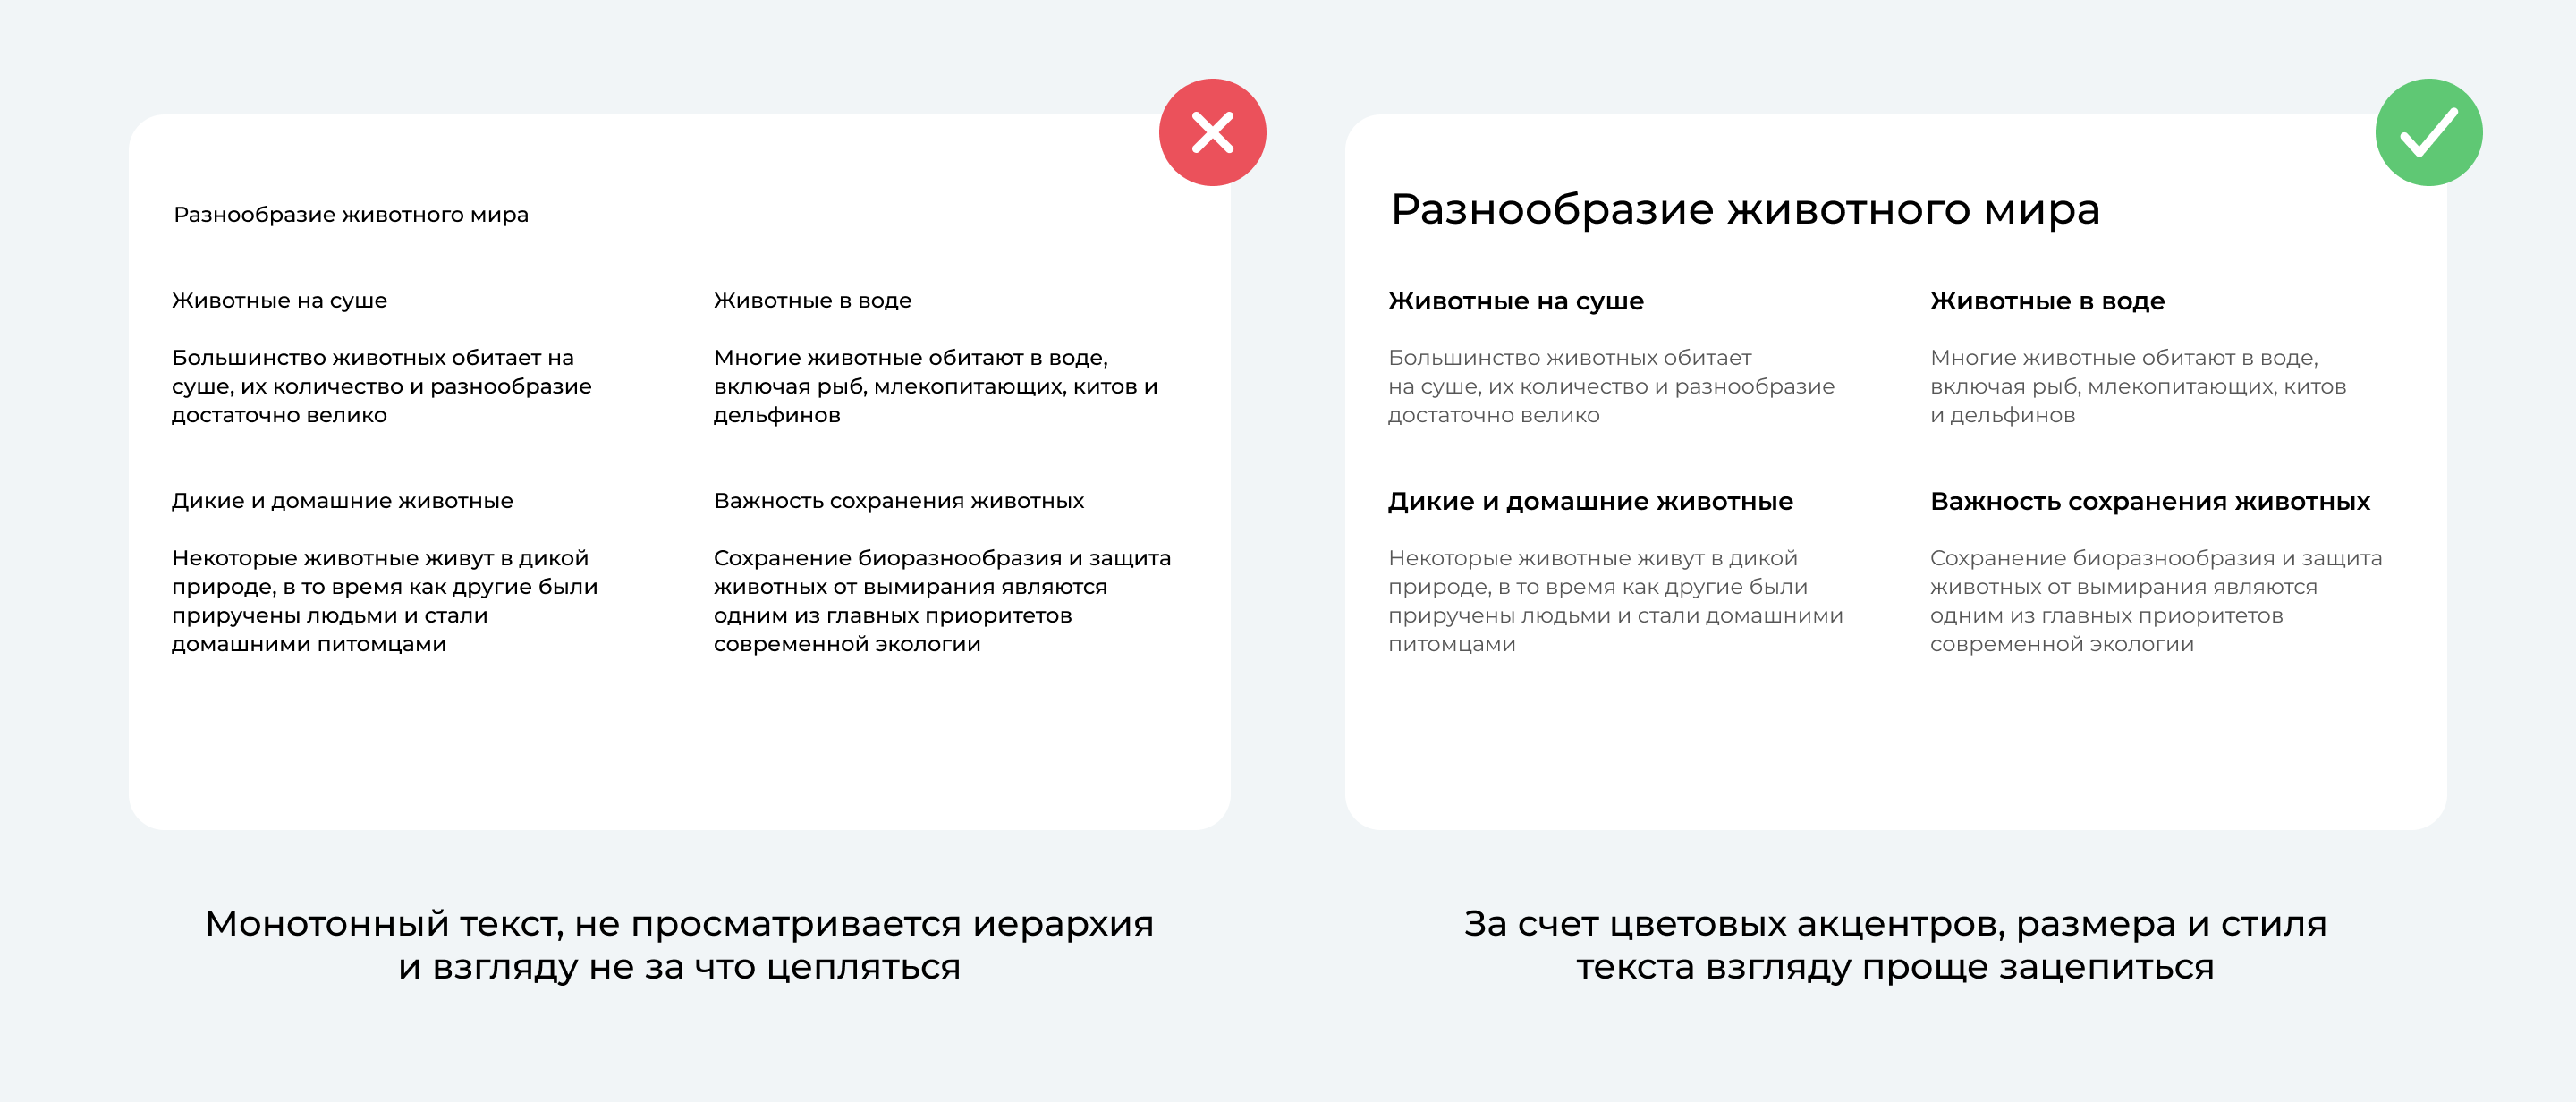 Разнообразие животного мира
Животные на суше
Большинство животных обитает на
суше, их количество и разнообразие
достаточно велико
Животные в воде
Многие животные обитают в воде,
включая рыб, млекопитающих, китов и
дельфинов
Дикие и домашние животные
Некоторые животные живут в дикой
природе, в то время как другие были
приручены людьми и стали
домашними питомцами
Важность сохранения животных
Сохранение биоразнообразия и защита
животных от вымирания являются
одним из главных приоритетов
современной экологии
Монотонный текст, не просматривается иерархия
и взгляду не за что цепляться
Разнообразие животного мира
Животные на суше
Большинство животных обитает
на суше, их количество и разнообразие
достаточно велико
Животные в воде
Многие животные обитают в воде,
включая рыб, млекопитающих, китов
и дельфинов
Дикие и домашние животные
Некоторые животные живут в дикой
природе, в то время как другие были
приручены людьми и стали домашними
питомцами
Важность сохранения животных
Сохранение биоразнообразия и защита
животных от вымирания являются
одним из главных приоритетов
современной экологии
За счет цветовых акцентров, размера и стиля
текста взгляду проще зацепиться